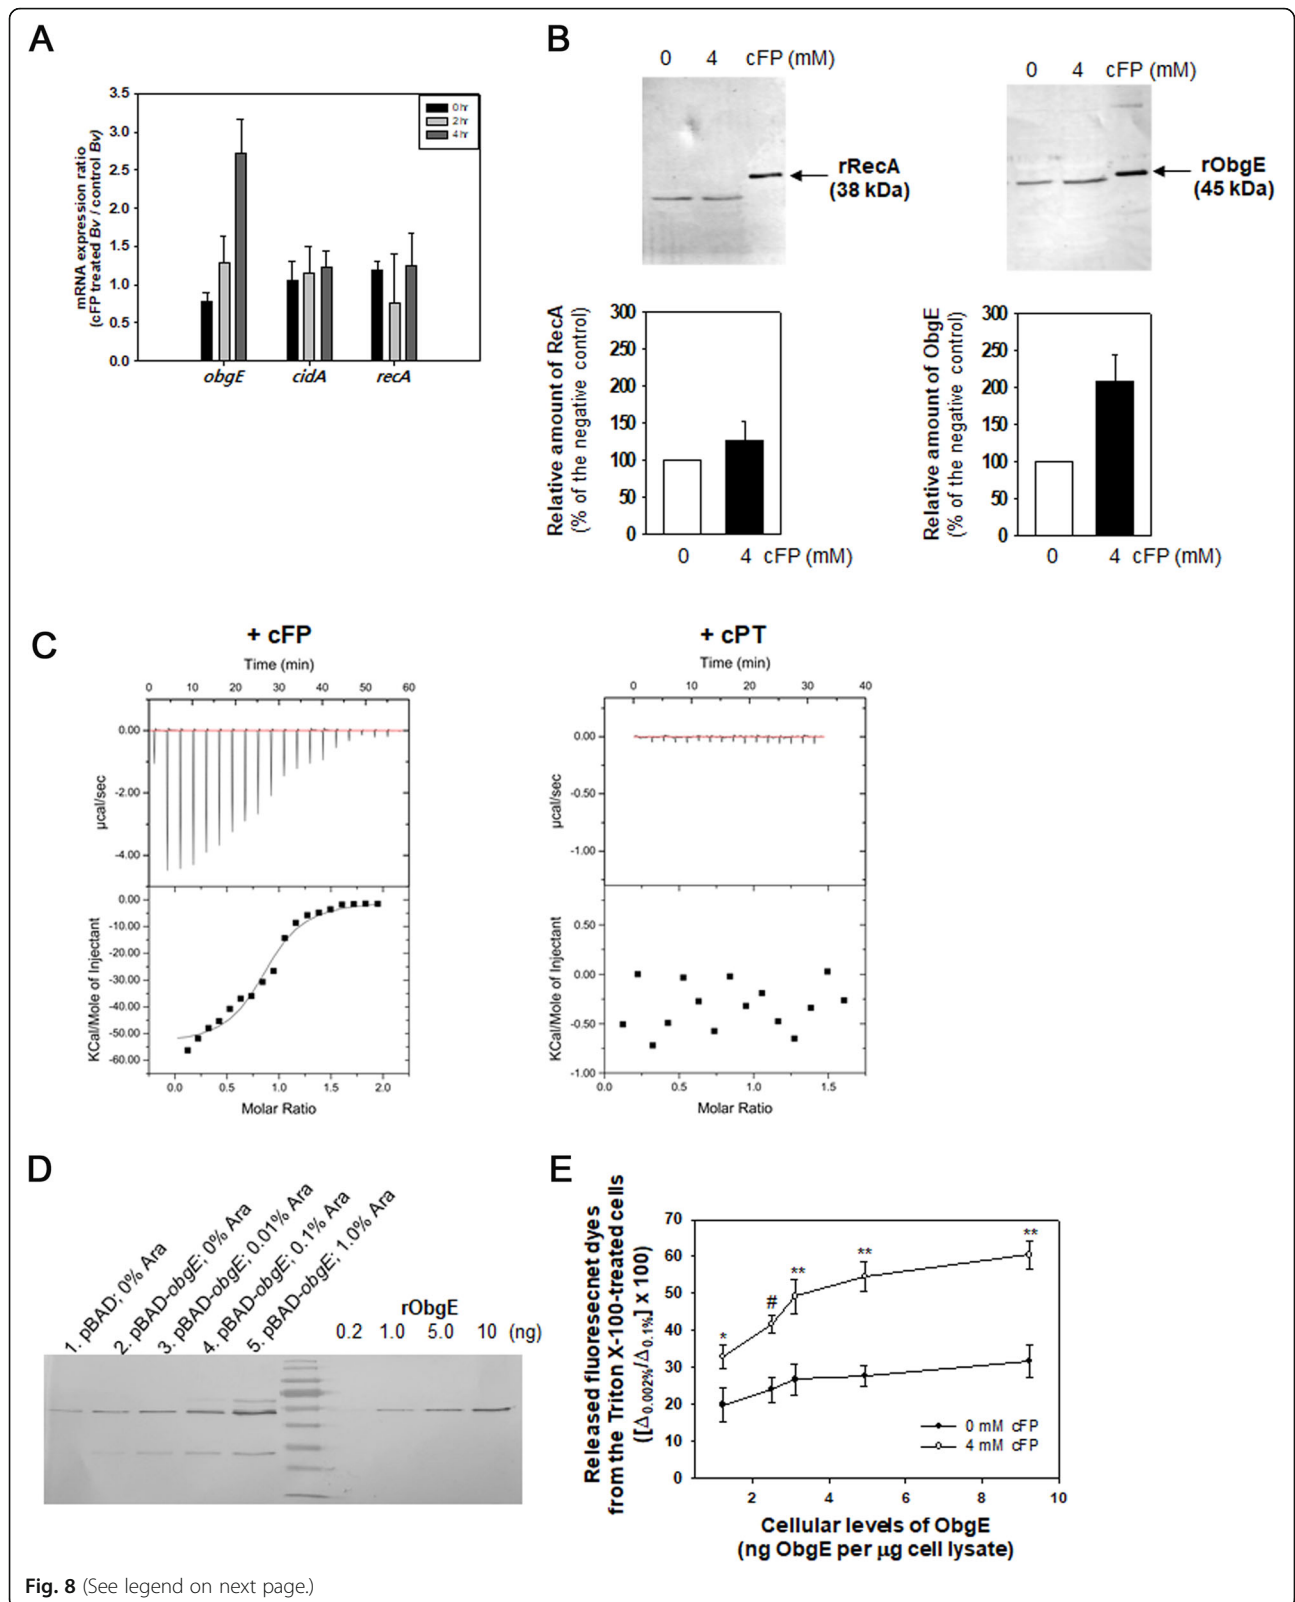 A
3.5
3.0
2.5
2.0
1.5
1.0
0.5
0.0
mRNA expression ratio
(cFP treated Bv / control Bv)
0 hr
2 hr
4 hr
obgE cidA recA
B
0 4 cFP (mM)
rRecA
(38 kDa)
0 4 cFP (mM)
rObgE
(45 kDa)
Relative amount of RecA
(% of the negative control)
300
250
200
150
100
50
0
0 4 cFP (mM)
Relative amount of ObgE
(% of the negative control)
300
250
200
150
100
50
0
0 4 cFP (mM)
C
+ cFP
Time (min)
0 10 20 30 40 50 60
0.00
-2.00
-4.00
µcal/sec
0.00
-10.00
-20.00
-30.00
-40.00
-50.00
-60.00
KCal/Mole of Injectant
0.0 0.5 1.0 1.5 2.0
Molar Ratio
+ cPT
Time (min)
0 10 20 30 40
0.00
-0.50
-1.00
µcal/sec
0.50
0.00
-0.50
-1.00
KCal/Mole of Injectant
0.0 0.5 1.0 1.5
Molar Ratio
D
1. pBAD; 0% Ara
2. pBAD-obgE; 0% Ara
3. pBAD-obgE; 0.01% Ara
4. pBAD-obgE; 0.1% Ara
5. pBAD-obgE; 1.0% Ara
rObgE
0.2 1.0 5.0 10 (ng)
E
Released fluoresecnet dyes
from the Triton X-100-treated cells
([Δ0.002%/Δ0.1%] x 100)
70
60
50
40
30
20
10
0
*
#
**
**
**
0 mM cFP
4 mM cFP
2 4 6 8 10
Cellular levels of ObgE
(ng ObgE per µg cell lysate)
Fig. 8 (See legend on next page.)